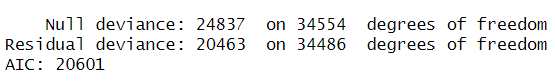 Null deviance: 24837  on 34554  degrees of freedom
Residual deviance: 20463  on 34486  degrees of freedom
AIC: 20601